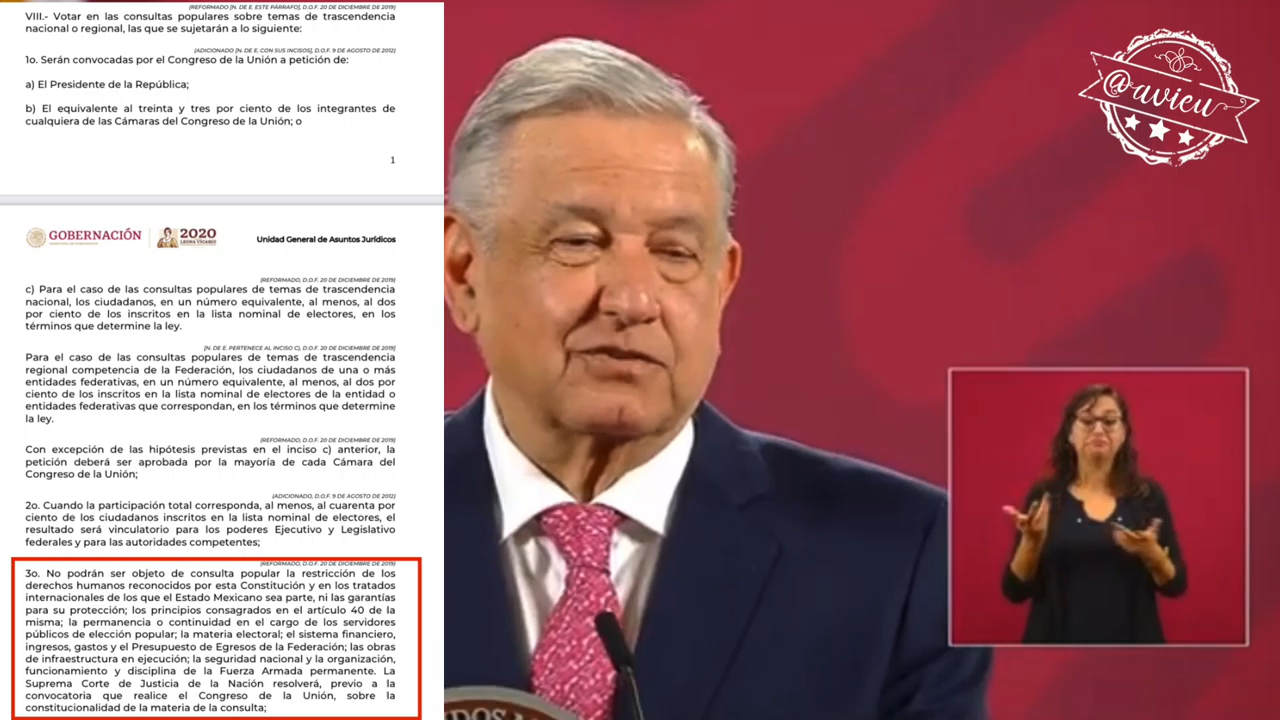 (REFORMADO [N. DE E. ESTE PÁRRAFO], D.O.F. 20 DE DICIEMBRE DE 2019)
VIII.- Votar en las consultas populares sobre temas de trascendencia
nacional o regional, las que se sujetarán a lo siguiente:
(ADICIONADO [N. DE E. CON SUS INCISOS], D.O.F. 9 DE AGOSTO DE 2012)
1o. Serán convocadas por el Congreso de la Unión a petición de:
a) El Presidente de la República;
b) El equivalente al treinta y tres por ciento de los integrantes de
cualquiera de las Cámaras del Congreso de la Unión; o
1
GOBERNACIÓN
2020
LEONA VICARIO
Unidad General de Asuntos Jurídicos
(REFORMADO, D.O.F. 20 DE DICIEMBRE DE 2019)
c) Para el caso de las consultas populares de temas de trascendencia
nacional, los ciudadanos, en un número equivalente, al menos, al dos
por ciento de los inscritos en la lista nominal de electores, en los
términos que determine la ley.
(N. DE E. PERTENECE AL INCISO C), D.O.F. 20 DE DICIEMBRE DE 2019)
Para el caso de las consultas populares de temas de trascendencia
regional competencia de la Federación, los ciudadanos de una o más
entidades federativas, en un número equivalente, al menos, al dos por
ciento de los inscritos en la lista nominal de electores de la entidad o
entidades federativas que correspondan, en los términos que determine
la ley.
(REFORMADO, D.O.F. 20 DE DICIEMBRE DE 2019)
Con excepción de las hipótesis previstas en el inciso c) anterior, la
petición deberá ser aprobada por la mayoría de cada Cámara del
Congreso de la Unión;
(ADICIONADO, D.O.F. 9 DE AGOSTO DE 2012)
2o. Cuando la participación total corresponda, al menos, al cuarenta por
ciento de los ciudadanos inscritos en la lista nominal de electores, el
resultado será vinculatorio para los poderes Ejecutivo y Legislativo
federales y para las autoridades competentes;
(REFORMADO, D.O.F. 20 DE DICIEMBRE DE 2019)
3o. No podrán ser objeto de consulta popular la restricción de los
derechos humanos reconocidos por esta Constitución y en los tratados
internacionales de los que el Estado Mexicano sea parte, ni las garantías
para su protección; los principios consagrados en el artículo 40 de la
misma; la permanencia o continuidad en el cargo de los servidores
públicos de elección popular; la materia electoral; el sistema financiero,
ingresos, gastos y el Presupuesto de Egresos de la Federación; las obras
de infraestructura en ejecución; la seguridad nacional y la organización,
funcionamiento y disciplina de la Fuerza Armada permanente. La
Suprema Corte de Justicia de la Nación resolverá, previo a la
convocatoria que realice el Congreso de la Unión, sobre la
constitucionalidad de la materia de la consulta;
@avieu